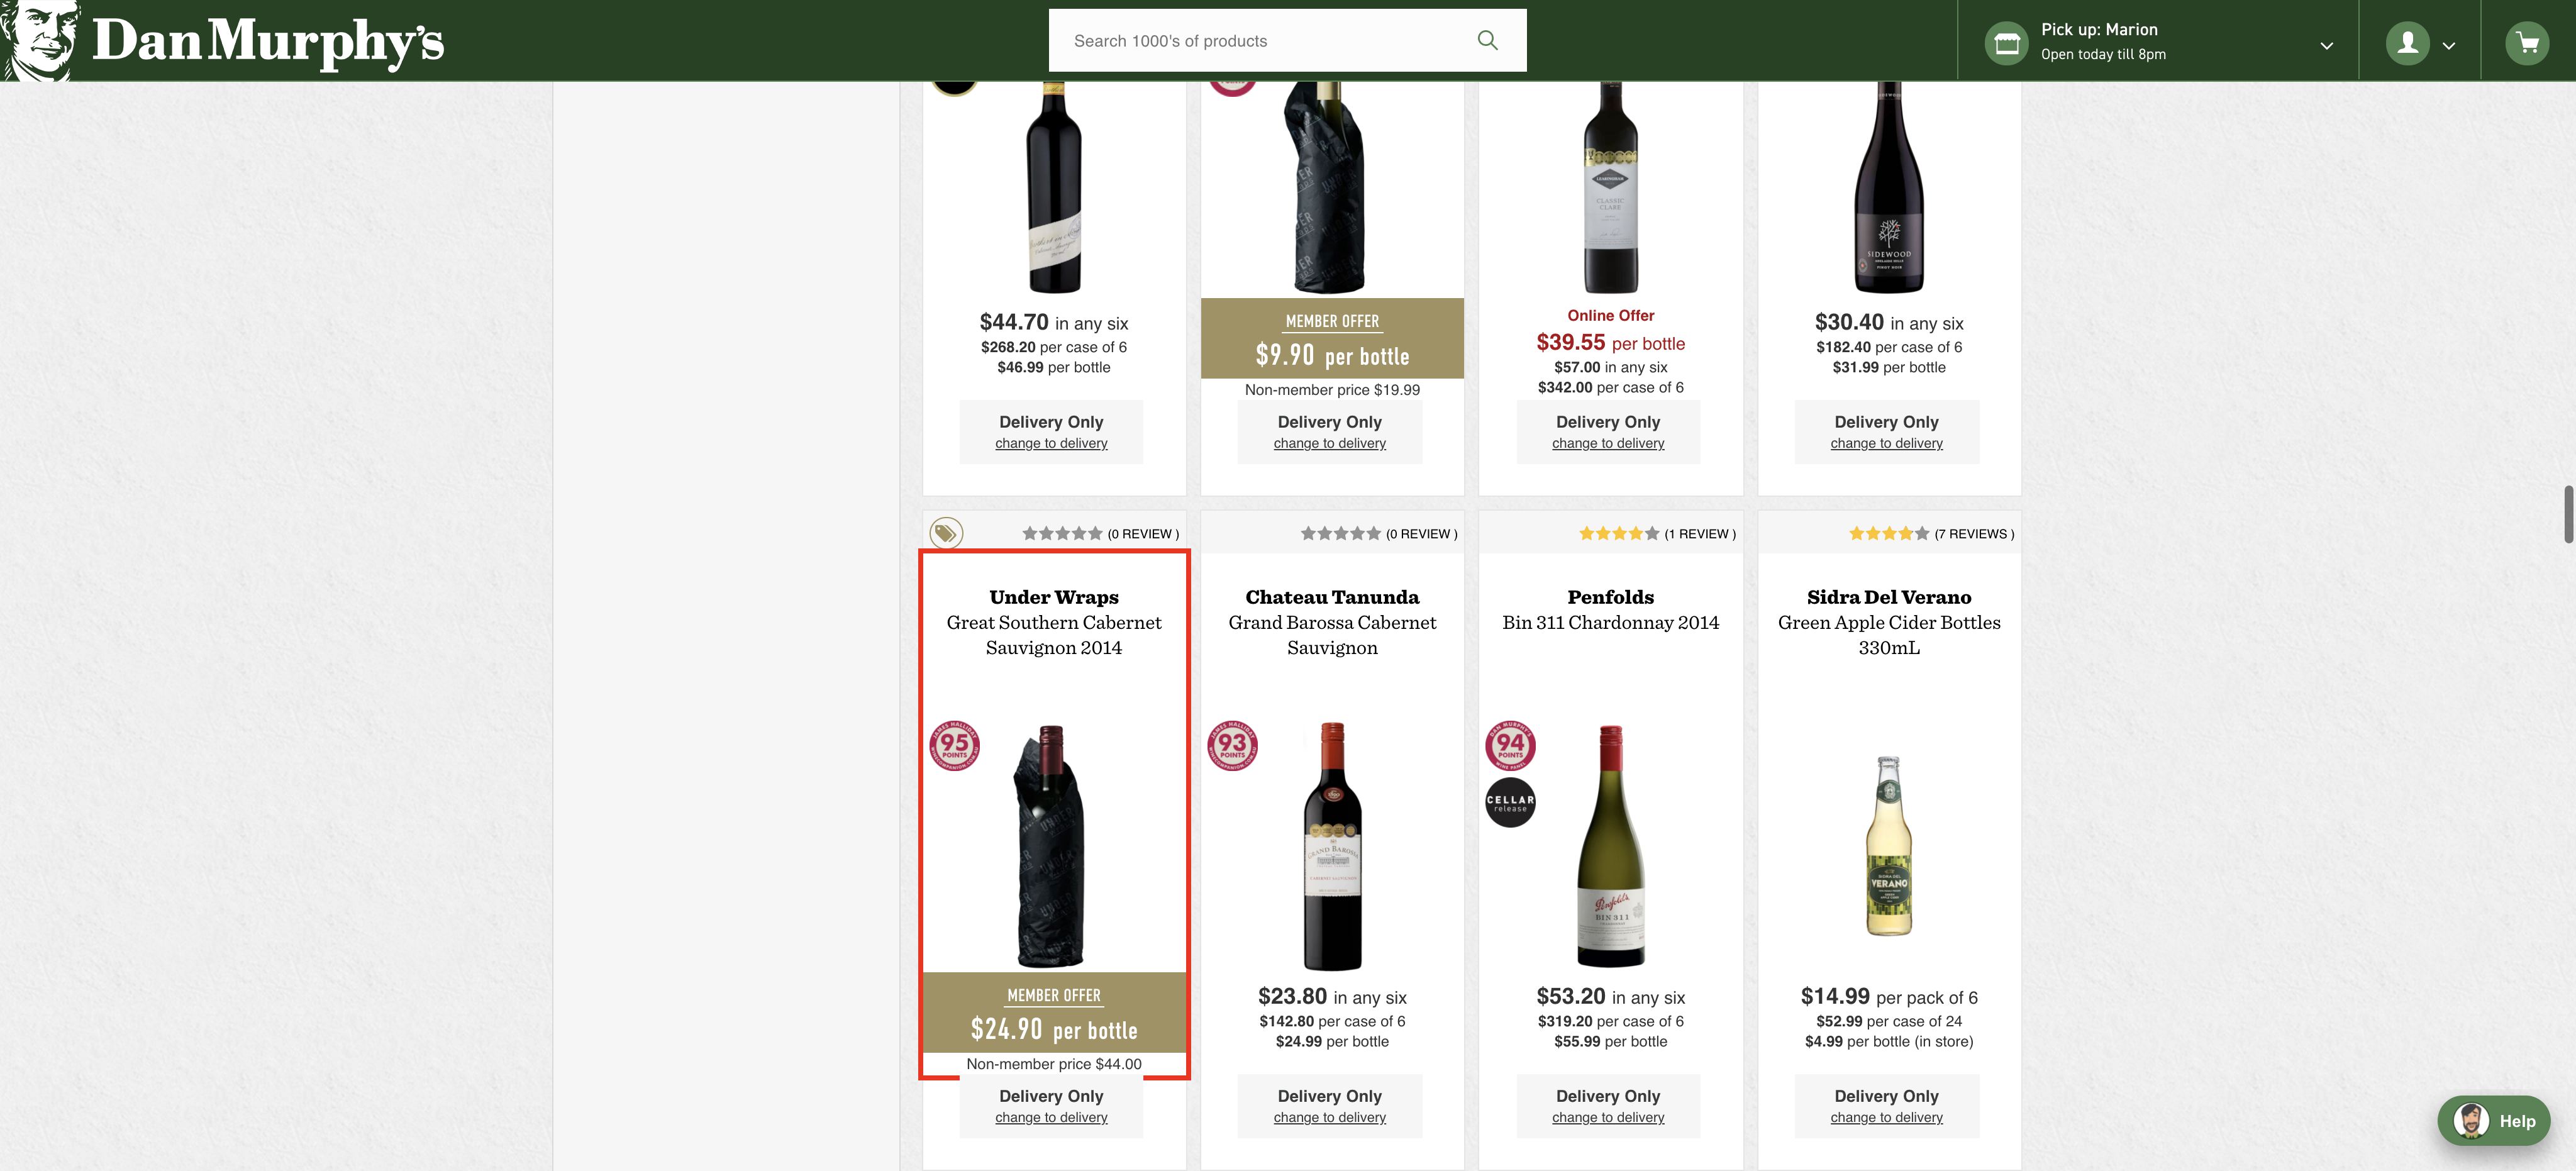 Dan Murphy's
Search 1000's of products
Pick up: Marion
Open today till 8pm
CLASSIC
CLARE
SIDEWOOD
PINOT NOIR
$44.70 in any six
$268.20 per case of 6
$46.99 per bottle
Delivery Only
change to delivery
MEMBER OFFER
$9.90 per bottle
Non-member price $19.99
Delivery Only
change to delivery
Online Offer
$39.55 per bottle
$57.00 in any six
$342.00 per case of 6
Delivery Only
change to delivery
$30.40 in any six
$182.40 per case of 6
$31.99 per bottle
Delivery Only
change to delivery
(0 REVIEW )
Under Wraps
Great Southern Cabernet
Sauvignon 2014
95
POINTS
MEMBER OFFER
$24.90 per bottle
Non-member price $44.00
Delivery Only
change to delivery
(0 REVIEW )
Chateau Tanunda
Grand Barossa Cabernet
Sauvignon
93
POINTS
GRAND BAROSSA
$23.80 in any six
$142.80 per case of 6
$24.99 per bottle
Delivery Only
change to delivery
(1 REVIEW )
Penfolds
Bin 311 Chardonnay 2014
94
POINTS
CELLAR
release
Penfolds
BIN 311
$53.20 in any six
$319.20 per case of 6
$55.99 per bottle
Delivery Only
change to delivery
(7 REVIEWS )
Sidra Del Verano
Green Apple Cider Bottles
330mL
VERANO
$14.99 per pack of 6
$52.99 per case of 24
$4.99 per bottle (in store)
Delivery Only
change to delivery
Help